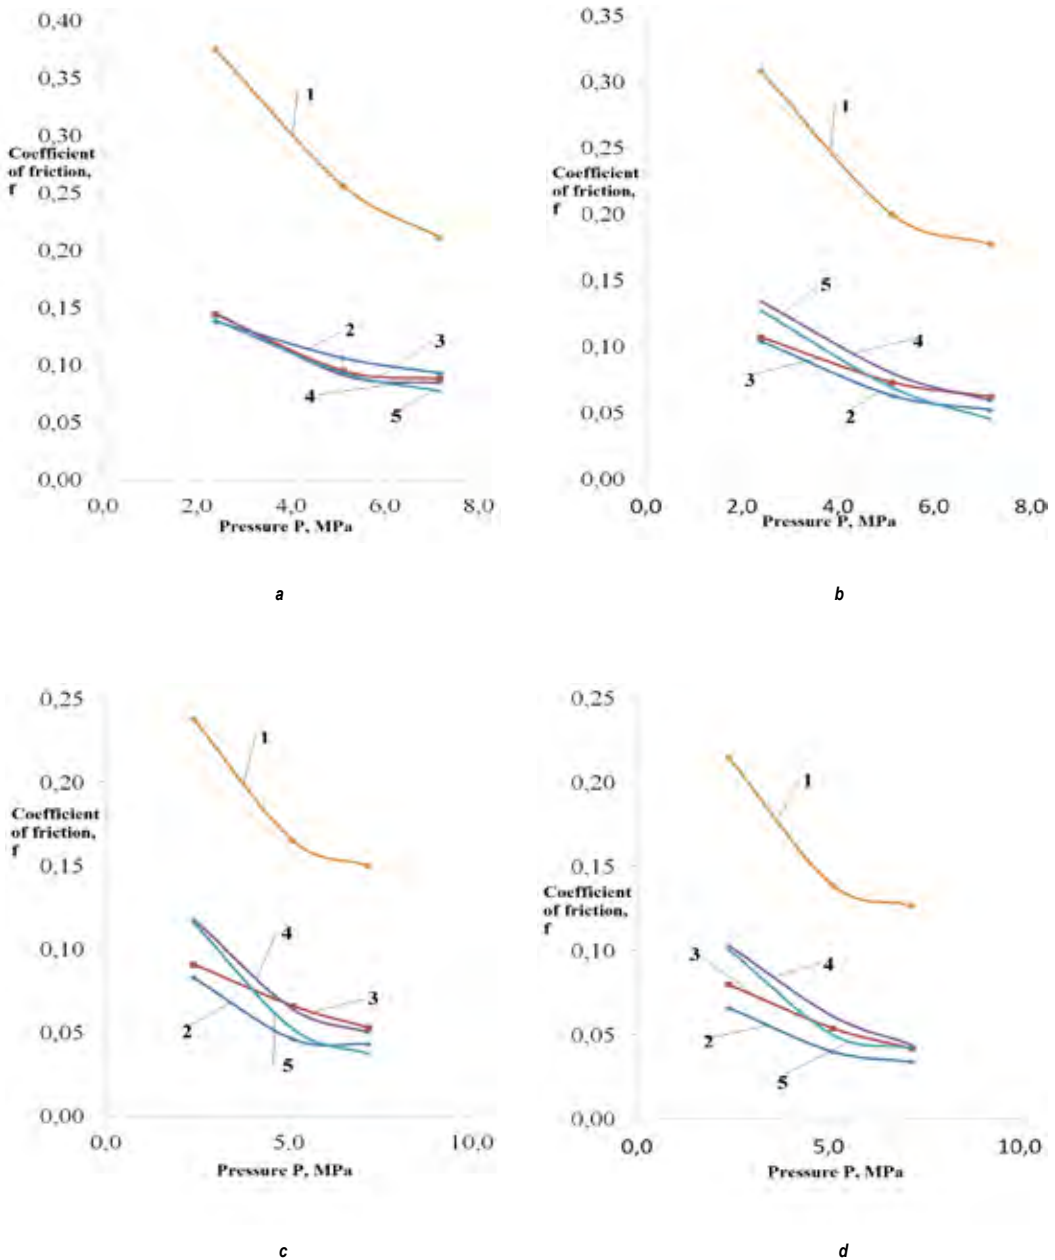 0,40
0,35
0,30
Coefficient
of friction,
f
0,25
0,20
0,15
0,10
0,05
0,00
1
2
3
4
5
0,0 2,0 4,0 6,0 8,0
Pressure P, MPa
a
0,35
0,30
0,25
Coefficient
of friction,
f
0,20
0,15
0,10
0,05
0,00
1
5
4
3
2
0,0 2,0 4,0 6,0 8,0
Pressure P, MPa
b
0,25
0,20
Coefficient
of friction,
f
0,15
0,10
0,05
0,00
1
4
3
2
5
0,0 5,0 10,0
Pressure P, MPa
c
0,25
0,20
0,15
Coefficient
of friction,
f
0,10
0,05
0,00
1
3
4
2
5
0,0 5,0 10,0
Pressure P, MPa
d